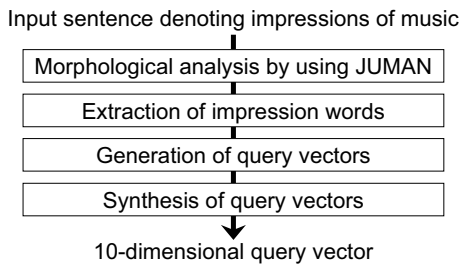 Input sentence denoting impressions of music
Morphological analysis by using JUMAN
Extraction of impression words
Generation of query vectors
Synthesis of query vectors
10-dimensional query vector